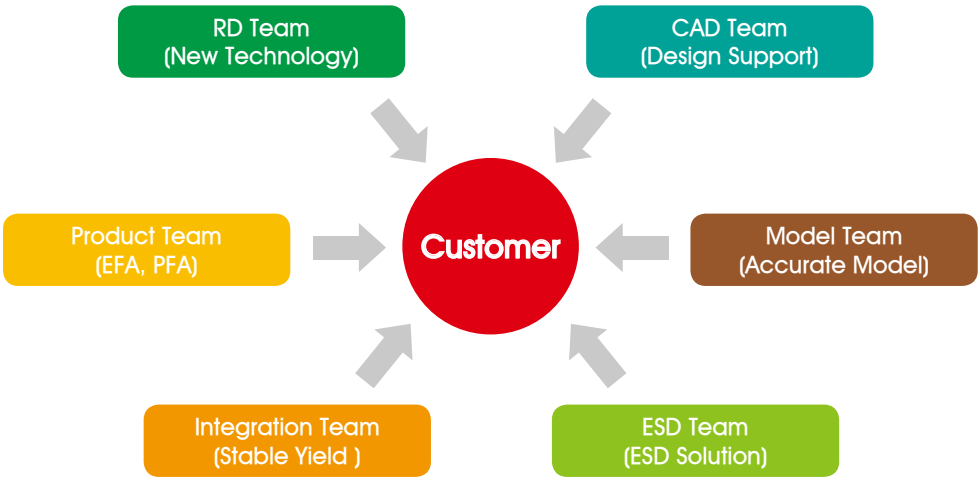 RD Team
(New Technology)
CAD Team
(Design Support)
Product Team
(EFA, PFA)
Customer
Model Team
(Accurate Model)
Integration Team
(Stable Yield )
ESD Team
(ESD Solution)